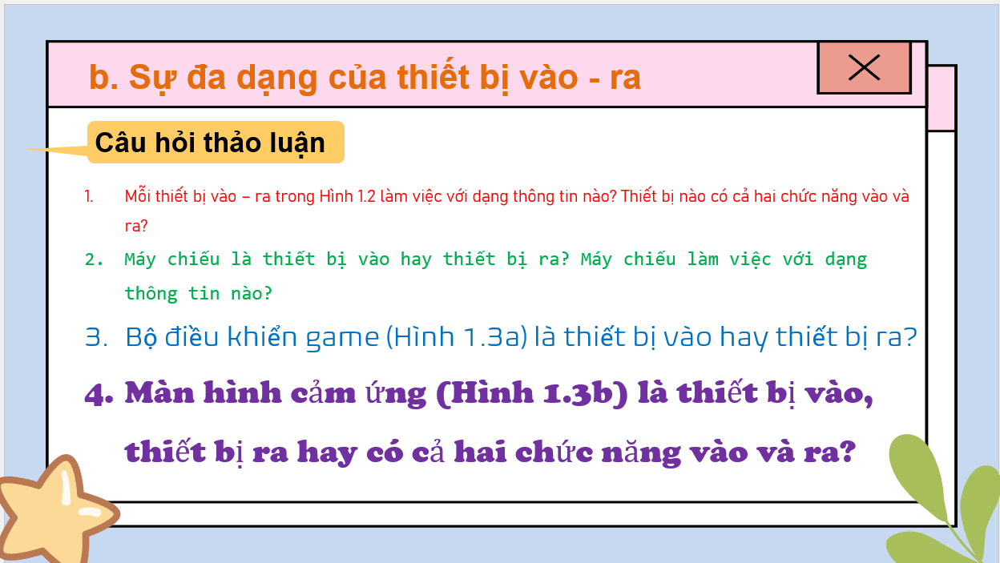 b. Sự đa dạng của thiết bị vào - ra
Câu hỏi thảo luận
1. Mỗi thiết bị vào – ra trong Hình 1.2 làm việc với dạng thông tin nào? Thiết bị nào có cả hai chức năng vào và
ra?
2. Máy chiếu là thiết bị vào hay thiết bị ra? Máy chiếu làm việc với dạng
thông tin nào?
3. Bộ điều khiển game (Hình 1.3a) là thiết bị vào hay thiết bị ra?
4. Màn hình cảm ứng (Hình 1.3b) là thiết bị vào,
thiết bị ra hay có cả hai chức năng vào và ra?